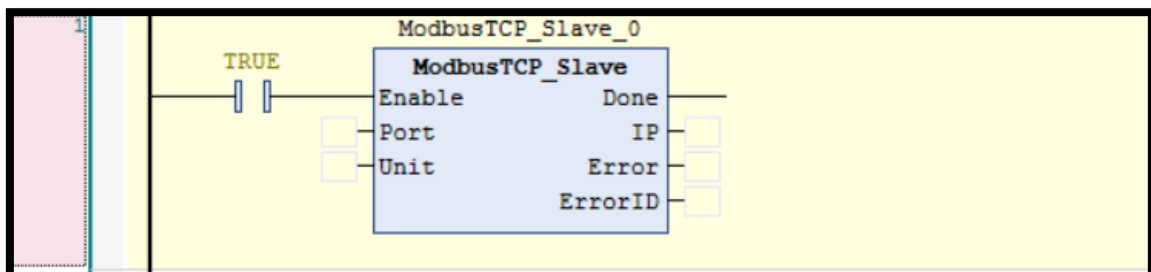 1
ModbusTCP_Slave_0
TRUE
ModbusTCP_Slave
Enable Done
Port IP
Unit Error
ErrorID